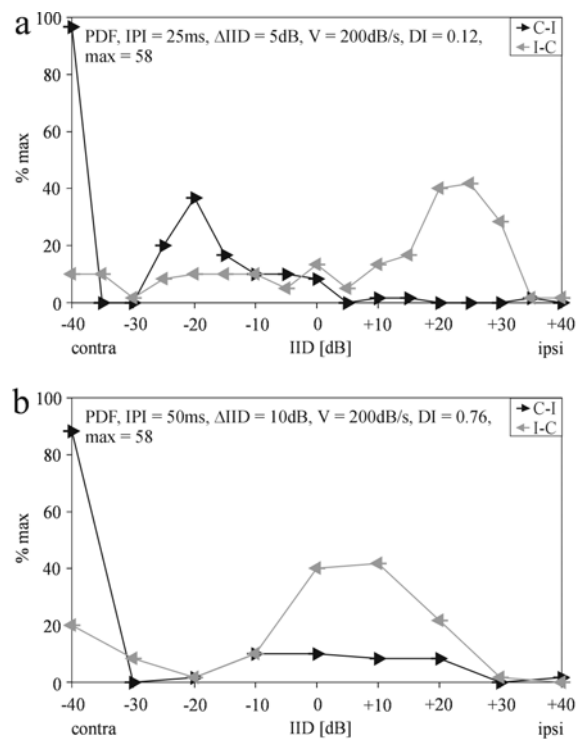 a
PDF, IPI = 25ms, ΔIID = 5dB, V = 200dB/s, DI = 0.12,
max = 58
C-I
I-C
100
80
60
40
20
0
% max
-40 -30 -20 -10 0 +10 +20 +30 +40
contra IID [dB] ipsi
b
PDF, IPI = 50ms, ΔIID = 10dB, V = 200dB/s, DI = 0.76,
max = 58
C-I
I-C
100
80
60
40
20
0
% max
-40 -30 -20 -10 0 +10 +20 +30 +40
contra IID [dB] ipsi